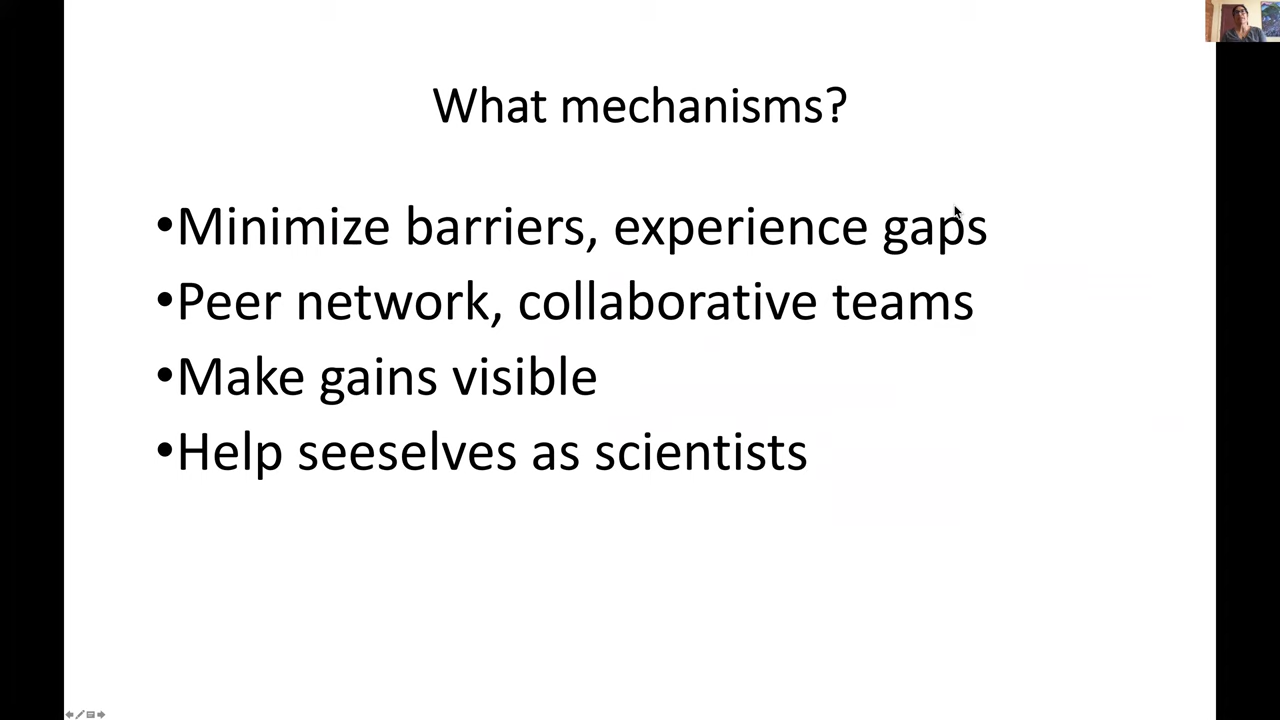 What mechanisms?
•Minimize barriers, experience gaps
•Peer network, collaborative teams
•Make gains visible
•Help seeselves as scientists